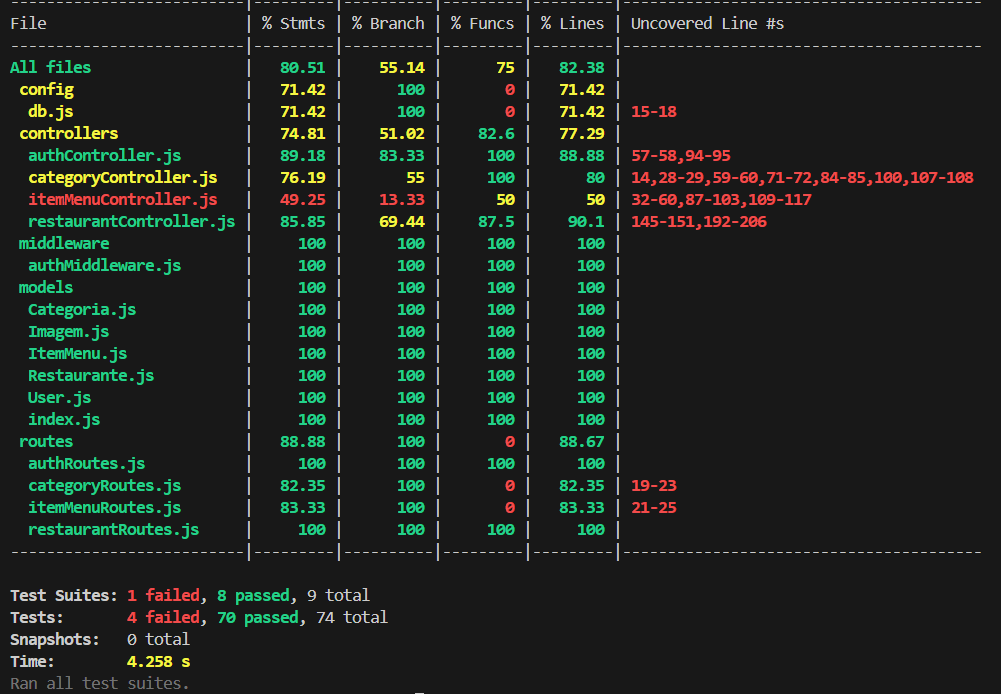 --------------------------|---------|----------|---------|---------|----------------------------------------
File                      | % Stmts | % Branch | % Funcs | % Lines | Uncovered Line #s
--------------------------|---------|----------|---------|---------|----------------------------------------
All files                 |   80.51 |    55.14 |      75 |   82.38 |
 config                   |   71.42 |      100 |       0 |   71.42 |
  db.js                   |   71.42 |      100 |       0 |   71.42 | 15-18
 controllers              |   74.81 |    51.02 |    82.6 |   77.29 |
  authController.js       |   89.18 |    83.33 |     100 |   88.88 | 57-58,94-95
  categoryController.js   |   76.19 |       55 |     100 |      80 | 14,28-29,59-60,71-72,84-85,100,107-108
  itemMenuController.js   |   49.25 |    13.33 |      50 |      50 | 32-60,87-103,109-117
  restaurantController.js |   85.85 |    69.44 |    87.5 |    90.1 | 145-151,192-206
 middleware               |     100 |      100 |     100 |     100 |
  authMiddleware.js       |     100 |      100 |     100 |     100 |
 models                   |     100 |      100 |     100 |     100 |
  Categoria.js            |     100 |      100 |     100 |     100 |
  Imagem.js               |     100 |      100 |     100 |     100 |
  ItemMenu.js             |     100 |      100 |     100 |     100 |
  Restaurante.js          |     100 |      100 |     100 |     100 |
  User.js                 |     100 |      100 |     100 |     100 |
  index.js                |     100 |      100 |     100 |     100 |
 routes                   |   88.88 |      100 |       0 |   88.67 |
  authRoutes.js           |     100 |      100 |     100 |     100 |
  categoryRoutes.js       |   82.35 |      100 |       0 |   82.35 | 19-23
  itemMenuRoutes.js       |   83.33 |      100 |       0 |   83.33 | 21-25
  restaurantRoutes.js     |     100 |      100 |     100 |     100 |
--------------------------|---------|----------|---------|---------|----------------------------------------
Test Suites: 1 failed, 8 passed, 9 total
Tests:       4 failed, 70 passed, 74 total
Snapshots:   0 total
Time:        4.258 s
Ran all test suites.